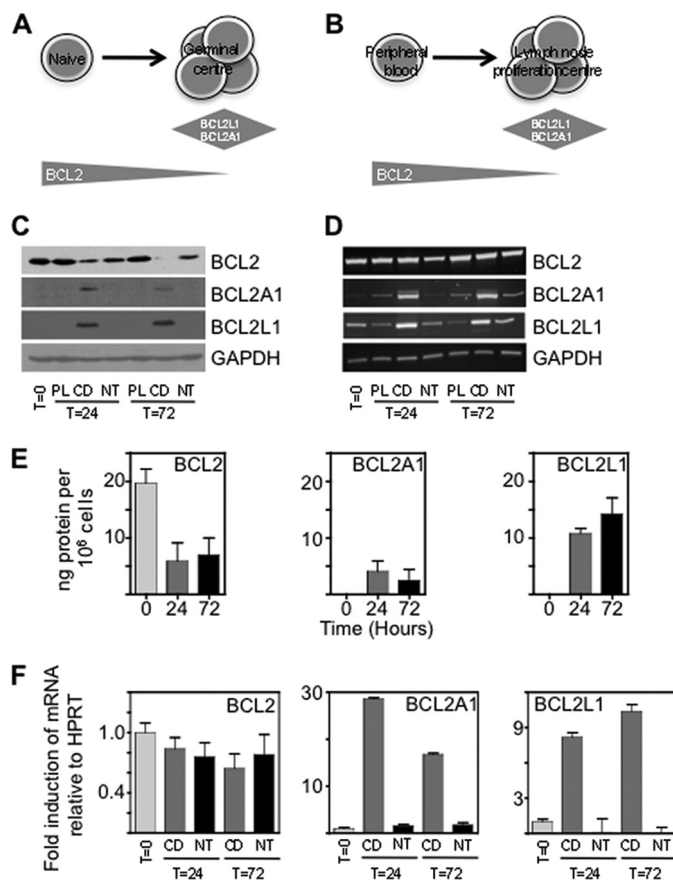 A
B
Naive
Germinal
centre
Peripheral
blood
Lymph node
prolferationcentre
BCL2L1
BCL2A1
BCL2L1
BCL2A1
BCL2
BCL2
C
D
BCL2
BCL2A1
BCL2L1
GAPDH
T=0 PL CD NT PL CD NT
T=24 T=72
BCL2
BCL2A1
BCL2L1
GAPDH
T=0 PL CD NT PL CD NT
T=24 T=72
E
ng protein per
10⁶ cells
BCL2
20
10
0 24 72
BCL2A1
20
10
0 24 72
Time (Hours)
BCL2L1
20
10
0 24 72
F
Fold induction of mRNA
relative to HPRT
BCL2
1.0
0.4
T=0 CD NT CD NT
T=24 T=72
BCL2A1
30
10
T=0 CD NT CD NT
T=24 T=72
BCL2L1
9
3
T=0 CD NT CD NT
T=24 T=72